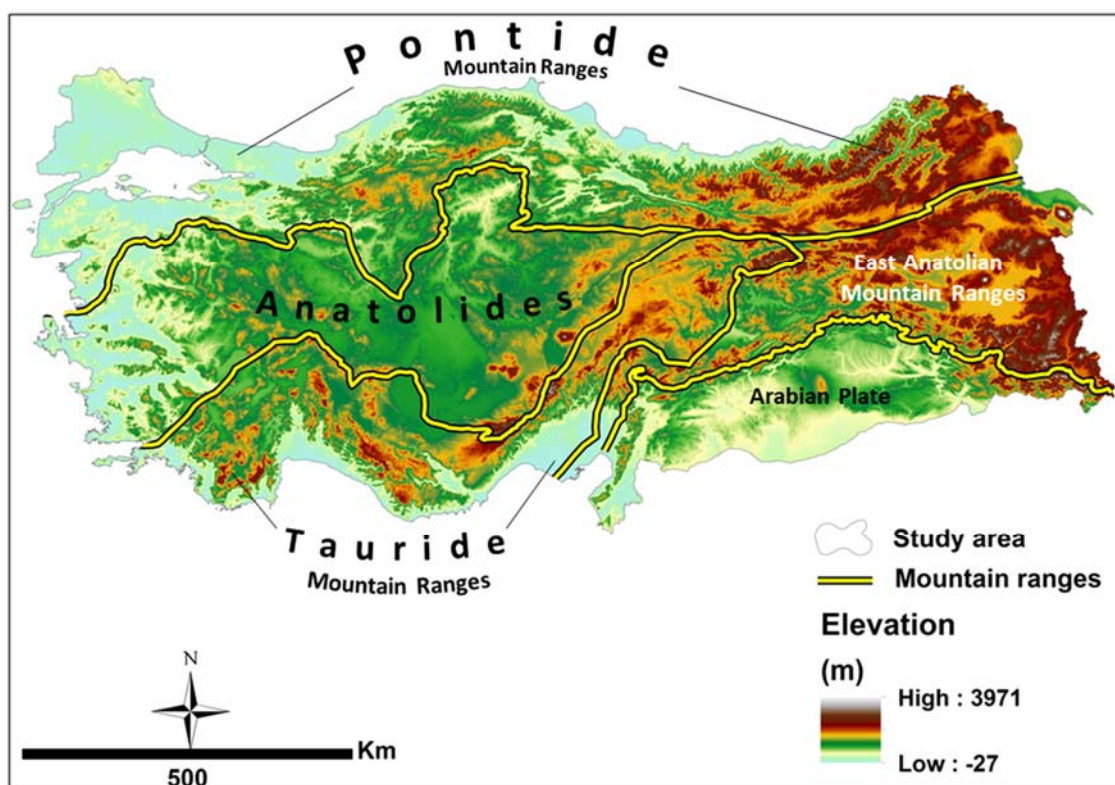 Pontide
Mountain Ranges
Anatolides
East Anatolian
Mountain Ranges
Arabian Plate
Tauride
Mountain Ranges
Study area
Mountain ranges
Elevation
(m)
High : 3971
Low : -27
N
Km
500